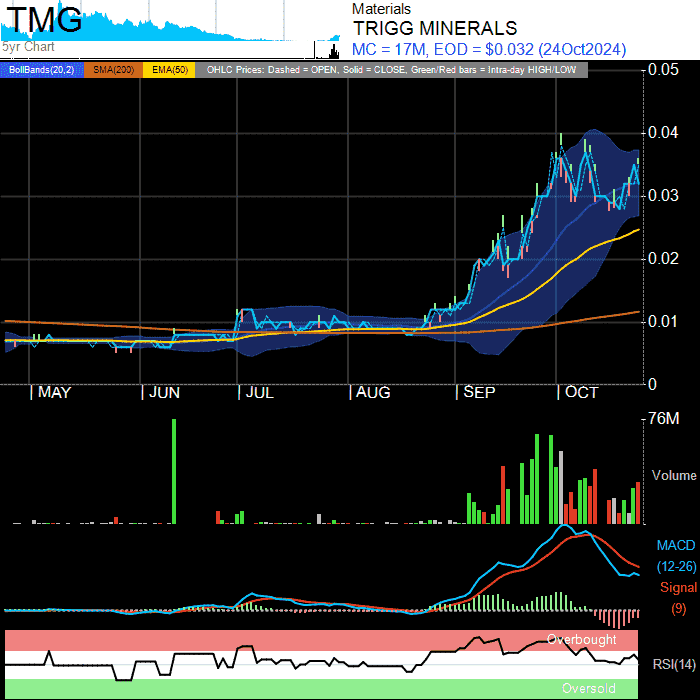 TMG
5yr Chart
Materials
TRIGG MINERALS
MC = 17M, EOD = $0.032 (24Oct2024)
BollBands(20,2) SMA(200) EMA(50) OHLC Prices: Dashed = OPEN, Solid = CLOSE, Green/Red bars = Intra-day HIGH/LOW
0.05
0.04
0.03
0.02
0.01
0
MAY JUN JUL AUG SEP OCT
76M
Volume
MACD
(12-26)
Signal
(9)
Overbought
RSI(14)
Oversold